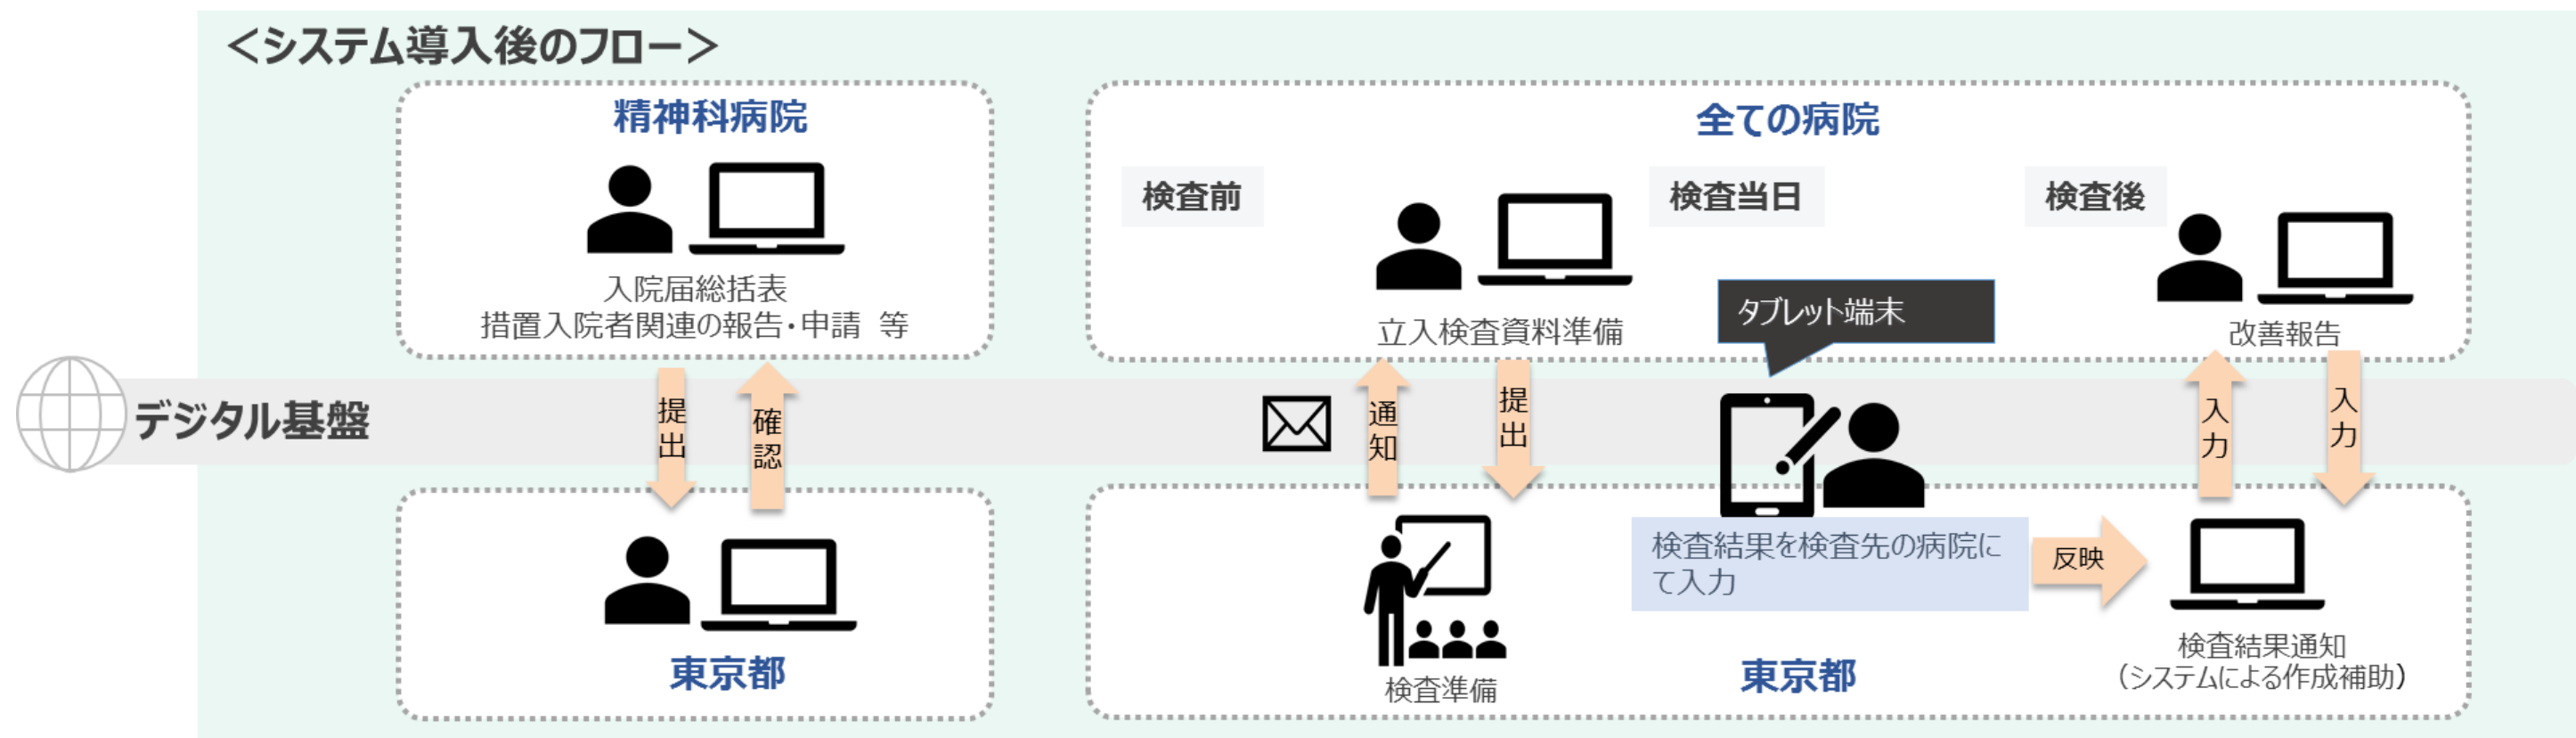 ＜システム導入後のフロー＞
精神科病院
入院届総括表
措置入院者関連の報告・申請 等
全ての病院
検査前
立入検査資料準備
検査当日
タブレット端末
検査後
改善報告
デジタル基盤
提出
確認
通知
提出
入力
入力
東京都
検査準備
検査結果を検査先の病院に
て入力
反映
東京都
検査結果通知
（システムによる作成補助）